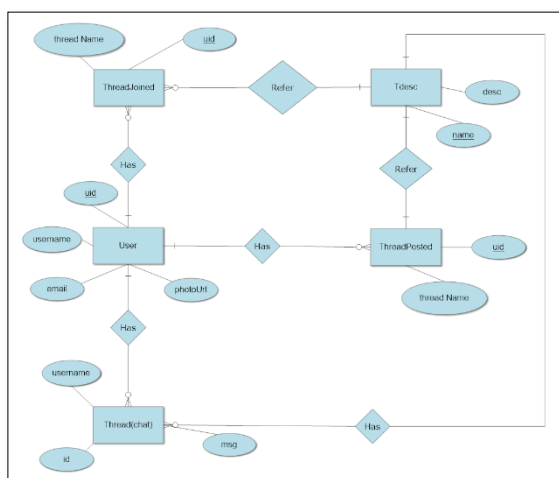 thread Name
uid
ThreadJoined
Refer
Tdesc
desc
name
Has
Refer
uid
username
User
Has
ThreadPosted
uid
email
photoUrl
thread Name
Has
username
Thread(chat)
Has
id
msg